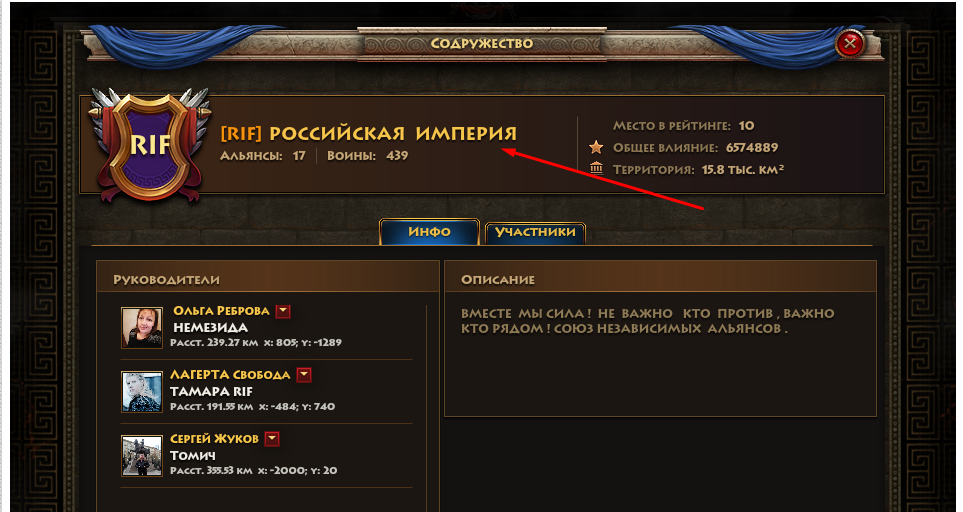 Содружество
RIF
[RIF] РОССИЙСКАЯ ИМПЕРИЯ
Альянсы: 17 Воины: 439
Место в рейтинге: 10
Общее влияние: 6574889
Территория: 15.8 тыс. км²
Инфо
Участники
Руководители
Ольга Реброва
НЕМЕЗИДА
Расст. 239.27 км x: 805; y: -1289
ЛАГЕРТА Свобода
ТАМАРА RIF
Расст. 191.55 км x: -484; y: 740
Сергей Жуков
Томич
Расст. 355.53 км x: -2000; y: 20
Описание
ВМЕСТЕ МЫ СИЛА ! НЕ ВАЖНО КТО ПРОТИВ , ВАЖНО
КТО РЯДОМ ! СОЮЗ НЕЗАВИСИМЫХ АЛЬЯНСОВ .